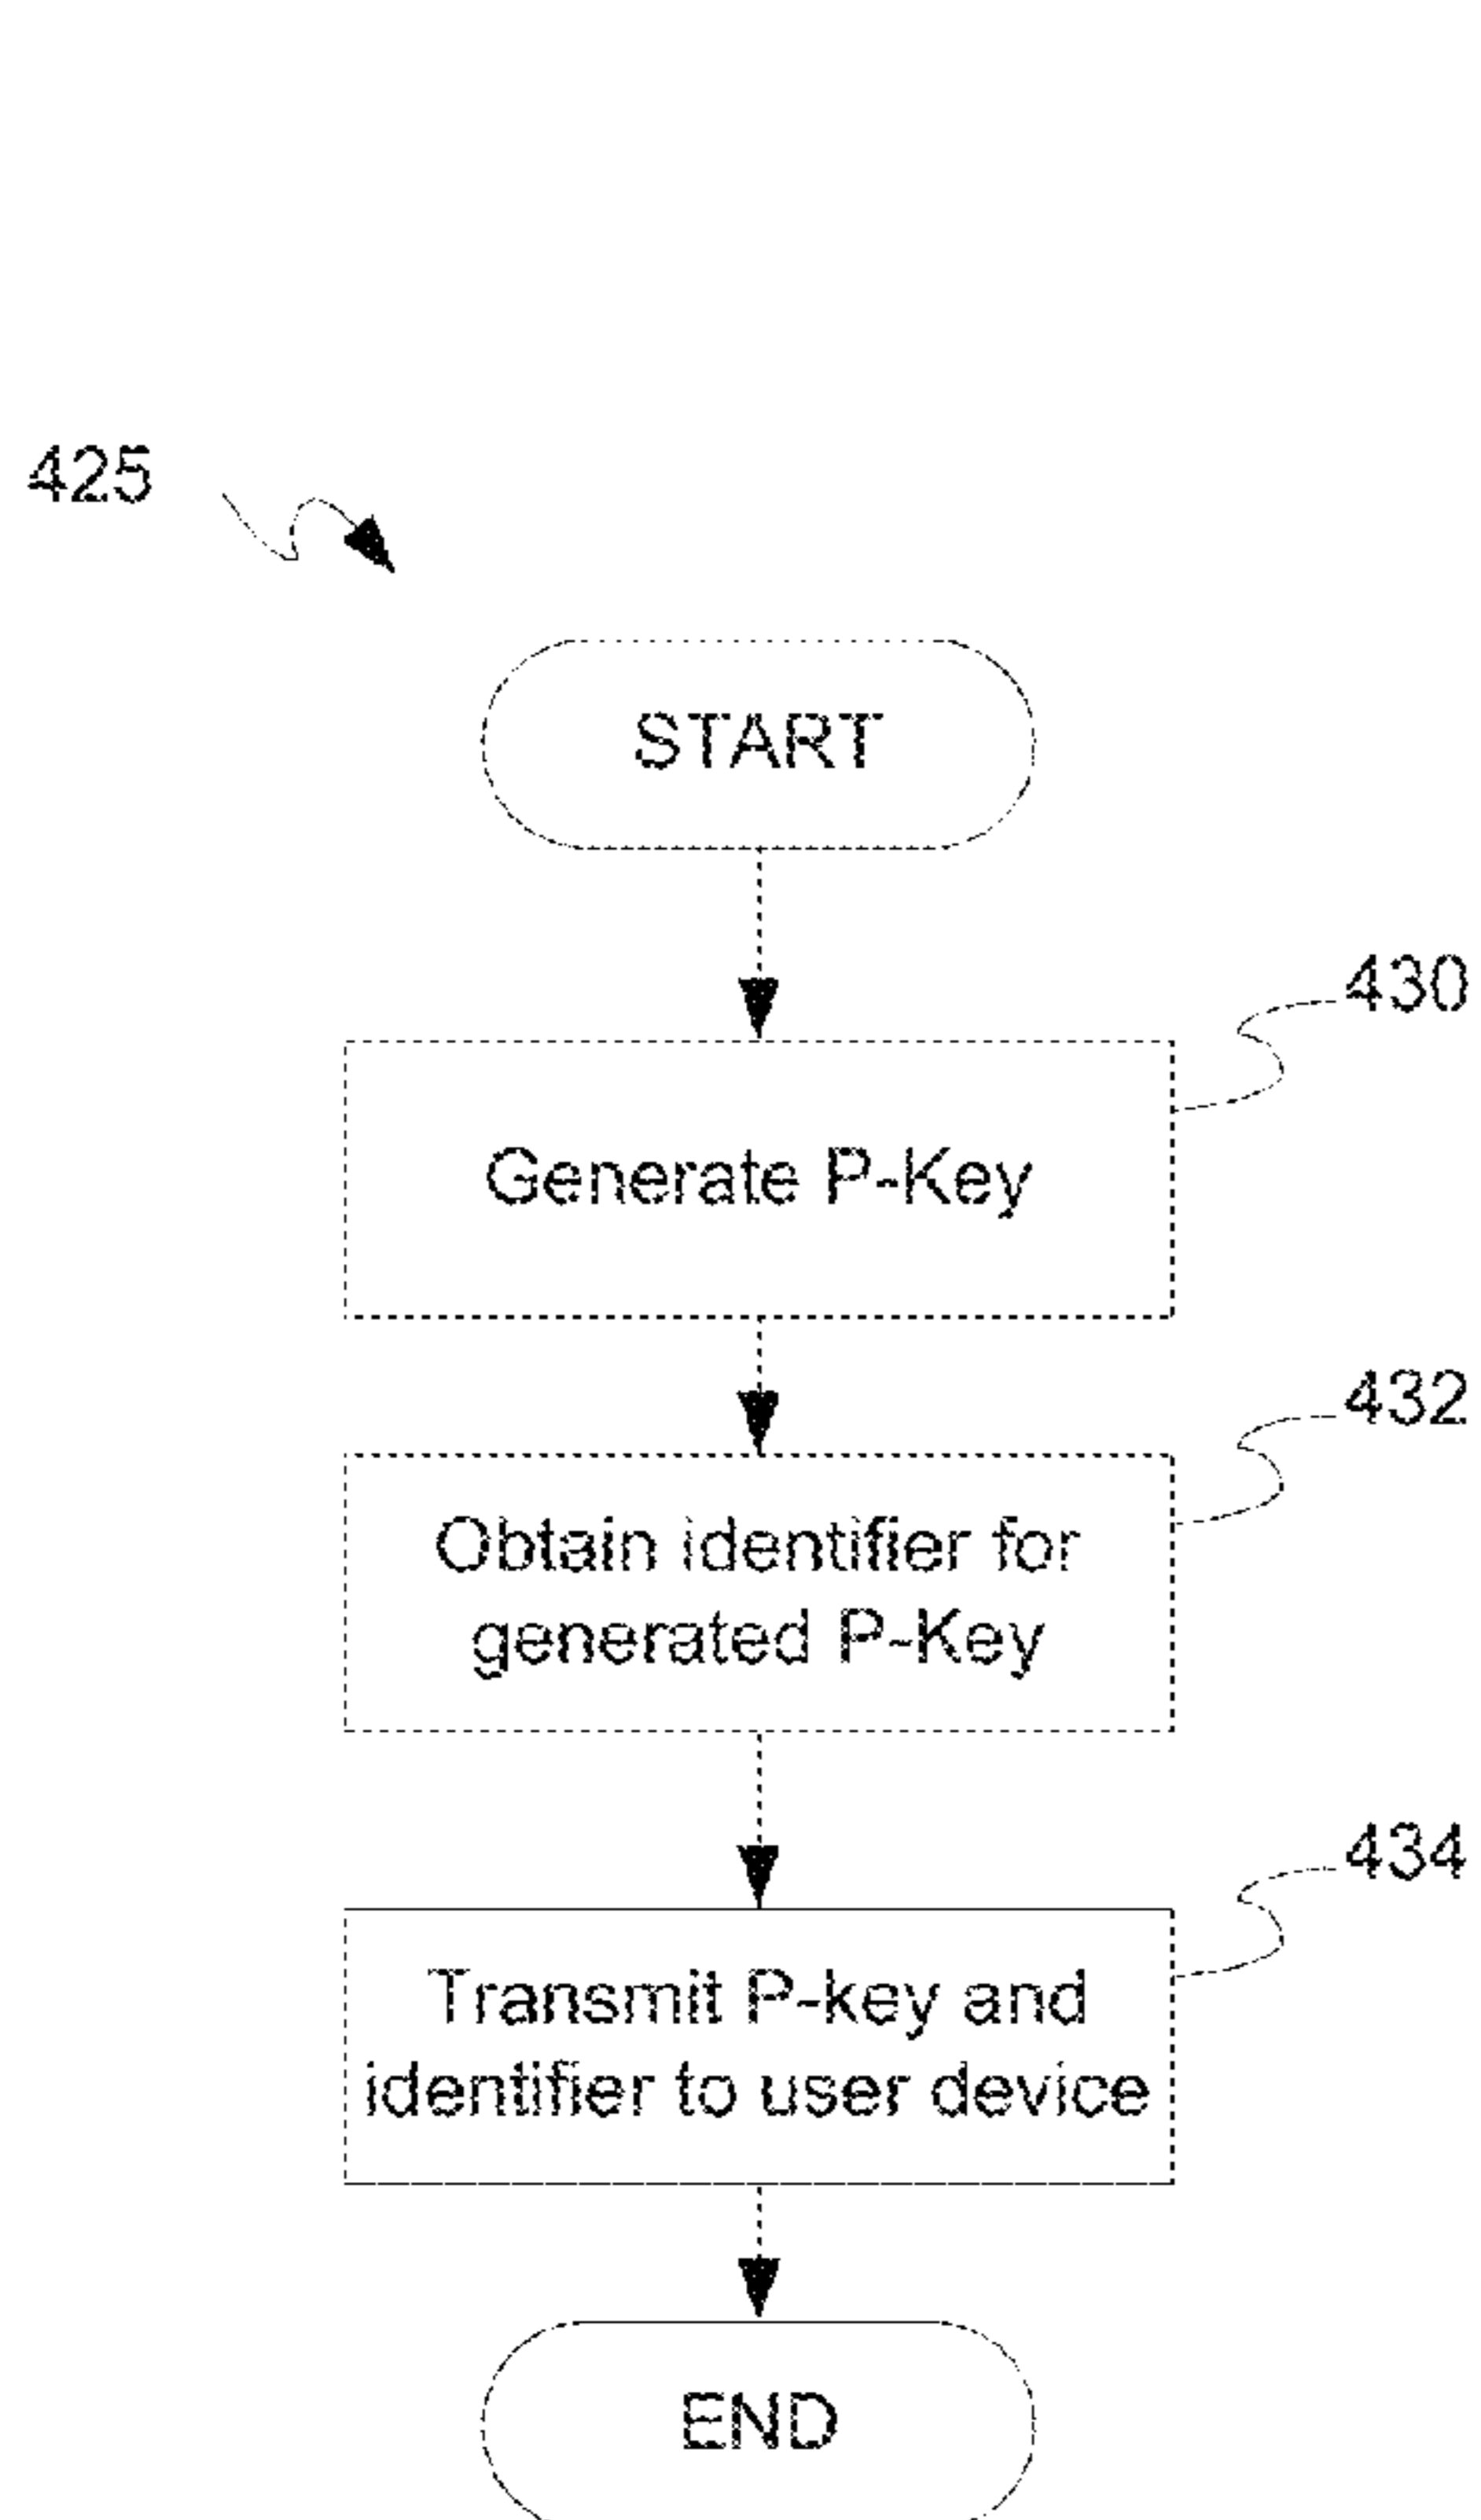 425
START
430
Generate P-Key
432
Obtain identifier for
generated P-Key
434
Transmit P-key and
identifier to user device
END